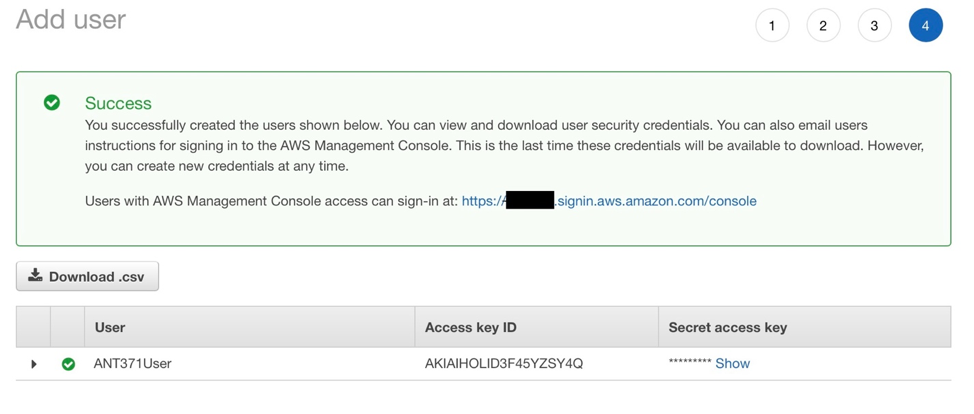 Add user
1 2 3 4
Success
You successfully created the users shown below. You can view and download user security credentials. You can also email users
instructions for signing in to the AWS Management Console. This is the last time these credentials will be available to download. However,
you can create new credentials at any time.
Users with AWS Management Console access can sign-in at: https:/ .signin.aws.amazon.com/console
Download .csv
User Access key ID Secret access key
ANT371User AKIAIHOLID3F45YZSY4Q ********* Show